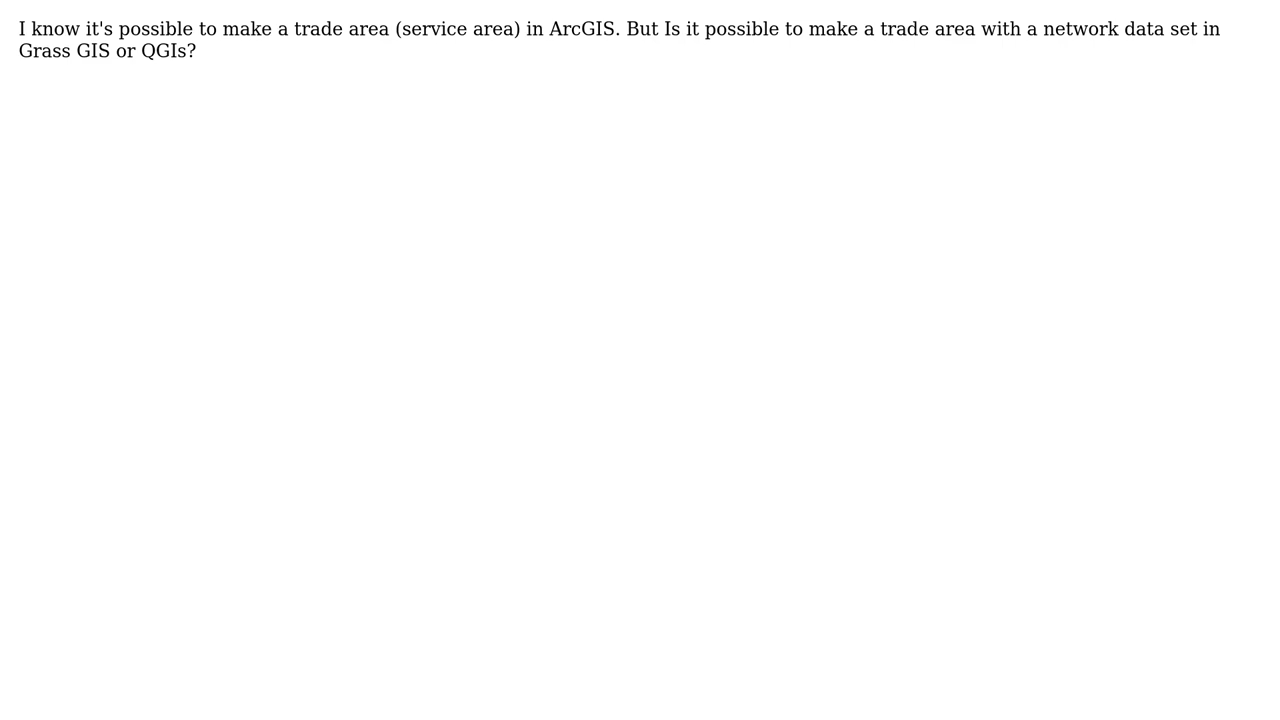 I know it's possible to make a trade area (service area) in ArcGIS. But Is it possible to make a trade area with a network data set in
Grass GIS or QGIs?